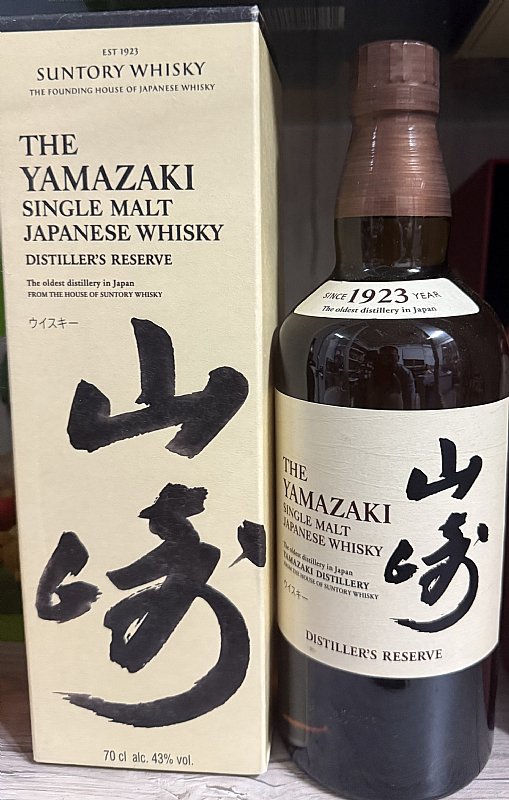 EST 1923
SUNTORY WHISKY
THE FOUNDING HOUSE OF JAPANESE WHISKY
THE
YAMAZAKI
SINGLE MALT
JAPANESE WHISKY
DISTILLER'S RESERVE
The oldest distillery in Japan
FROM THE HOUSE OF SUNTORY WHISKY
ウイスキー
山崎
70 cl alc. 43% vol.
SINCE 1923 YEAR
The oldest distillery in Japan
THE
YAMAZAKI
SINGLE MALT
JAPANESE WHISKY
The oldest distillery in Japan
YAMAZAKI DISTILLERY
FROM THE HOUSE OF SUNTORY WHISKY
ウイスキー
山崎
DISTILLER'S RESERVE